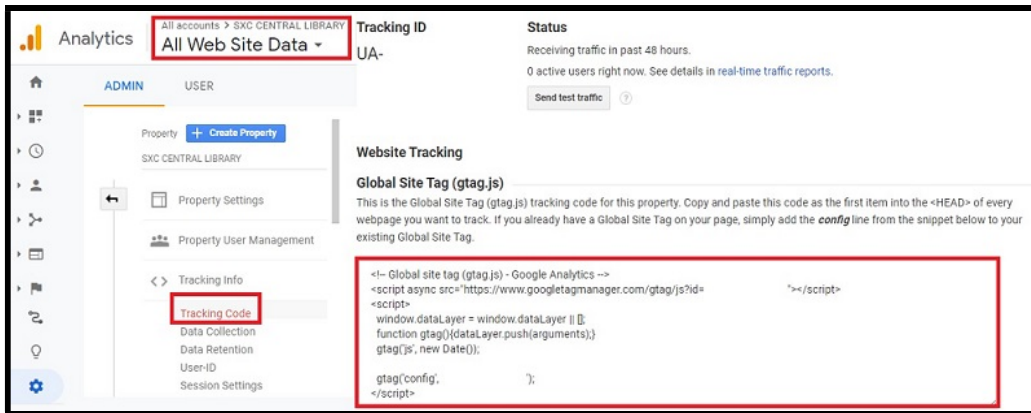 Analytics
All accounts > SXC CENTRAL LIBRARY
All Web Site Data
ADMIN USER
Property + Create Property
SXC CENTRAL LIBRARY
Property Settings
Property User Management
< > Tracking Info
Tracking Code
Data Collection
Data Retention
User-ID
Session Settings
Tracking ID
UA-
Status
Receiving traffic in past 48 hours.
0 active users right now. See details in real-time traffic reports.
Send test traffic ?
Website Tracking
Global Site Tag (gtag.js)
This is the Global Site Tag (gtag.js) tracking code for this property. Copy and paste this code as the first item into the <HEAD> of every
webpage you want to track. If you already have a Global Site Tag on your page, simply add the config line from the snippet below to your
existing Global Site Tag.
<!-- Global site tag (gtag.js) - Google Analytics -->
<script async src="https://www.googletagmanager.com/gtag/js?id= "></script>
<script>
window.dataLayer = window.dataLayer || [];
function gtag(){dataLayer.push(arguments);}
gtag('js', new Date());
gtag('config', ');
</script>